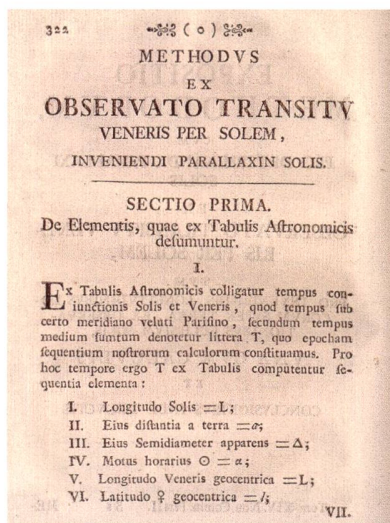 322 ( o )
METHODVS
EX
OBSERVATO TRANSITV
VENERIS PER SOLEM,
INVENIENDI PARALLAXIN SOLIS.
SECTIO PRIMA.
De Elementis, quae ex Tabulis Aſtronomicis
deſumuntur.
I.
Ex Tabulis Aſtronomicis colligatur tempus con-
iunctionis Solis et Veneris, quod tempus ſub
certo meridiano veluti Pariſino, ſecundum tempus
medium ſumtum denotetur littera T, quo epocham
ſequentium noſtrorum calculorum conſtituamus. Pro
hoc tempore ergo T ex Tabulis computentur ſe-
quentia elementa:
I. Longitudo Solis = L;
II. Eius diſtantia a terra = a;
III. Eius Semidiameter apparens = Δ;
IV. Motus horarius ☉ = α;
V. Longitudo Veneris geocentrica = L;
VI. Latitudo ♀ geocentrica = l;
VII.